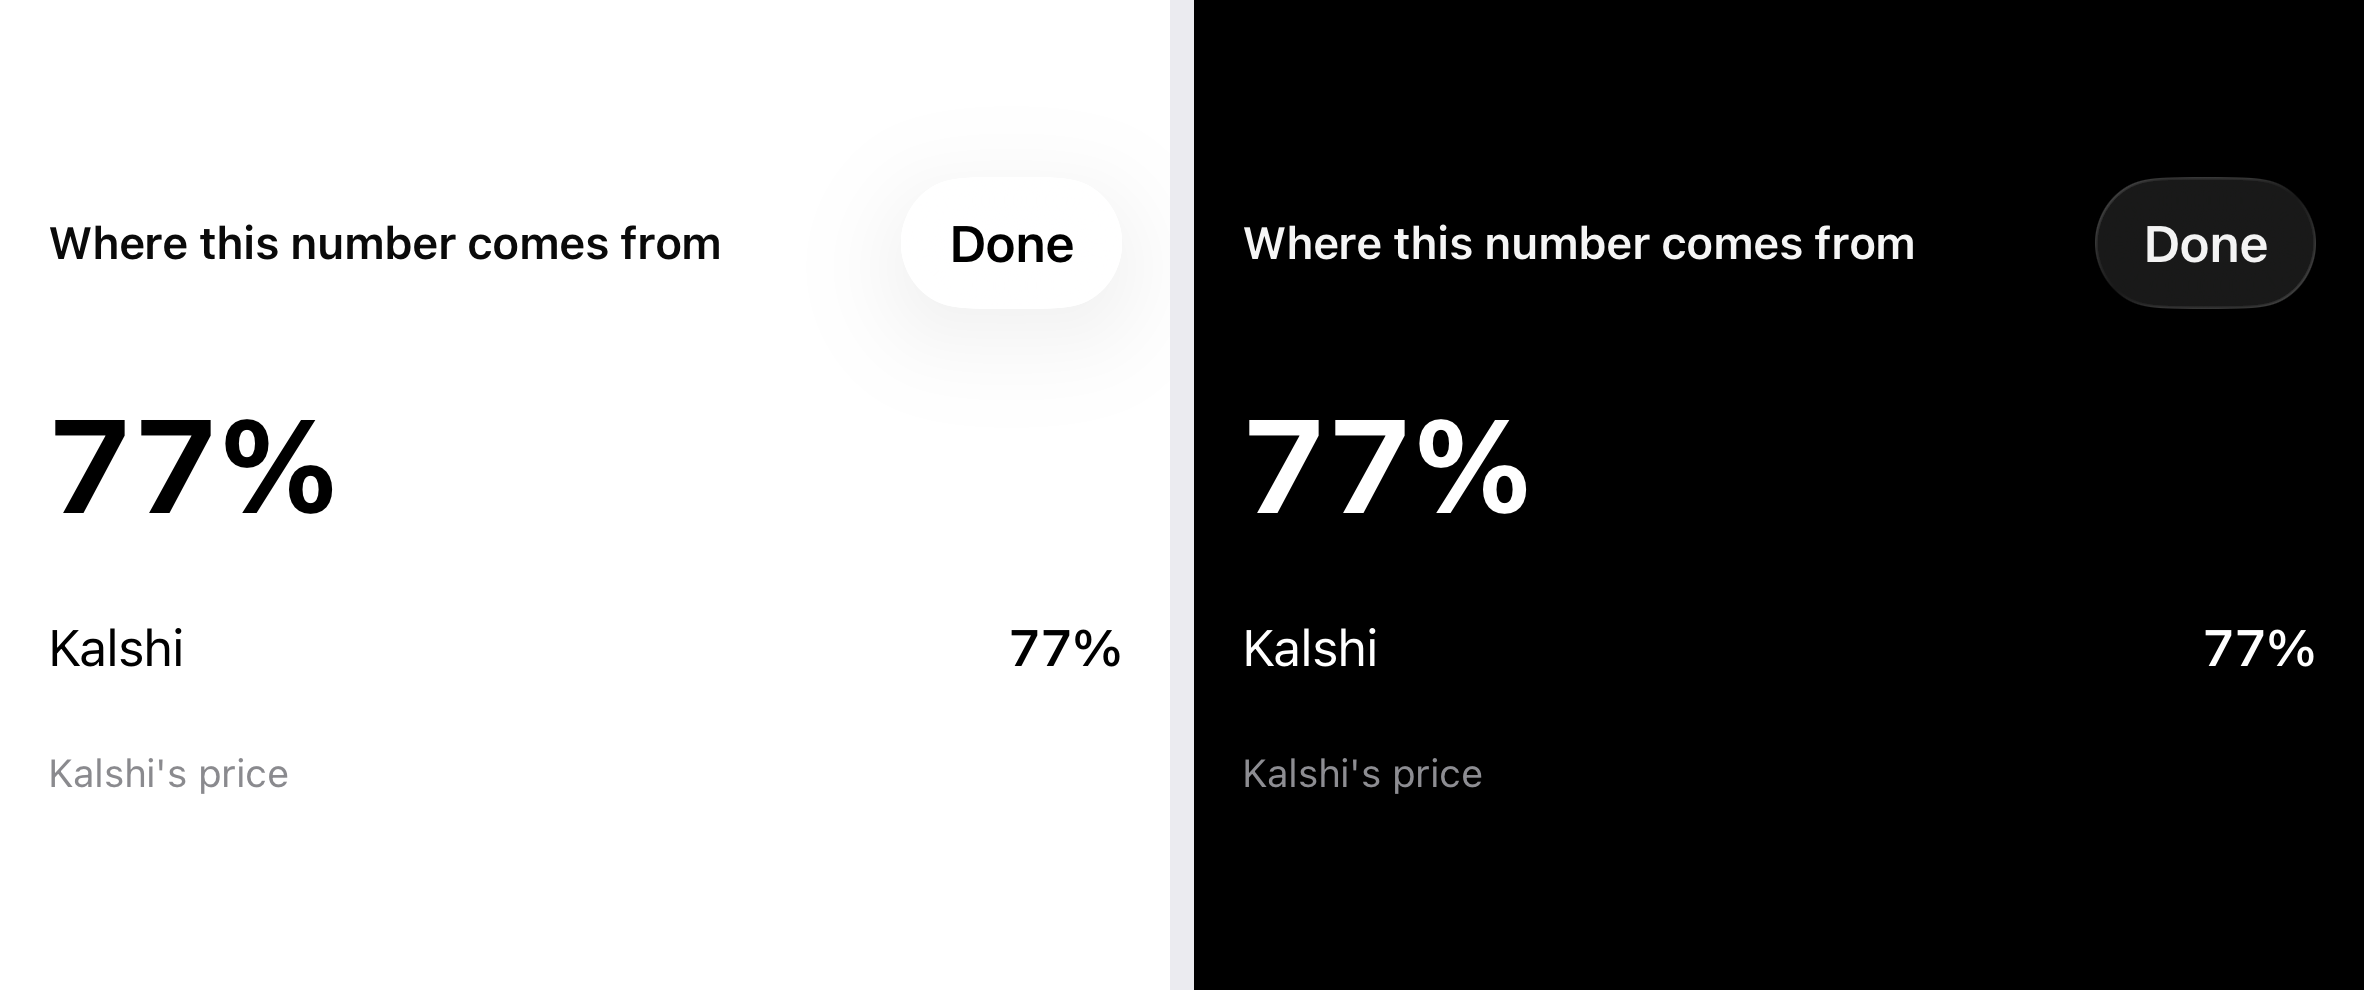 Where this number comes from
Done
77%
Kalshi 77%
Kalshi's price
Where this number comes from
Done
77%
Kalshi 77%
Kalshi's price